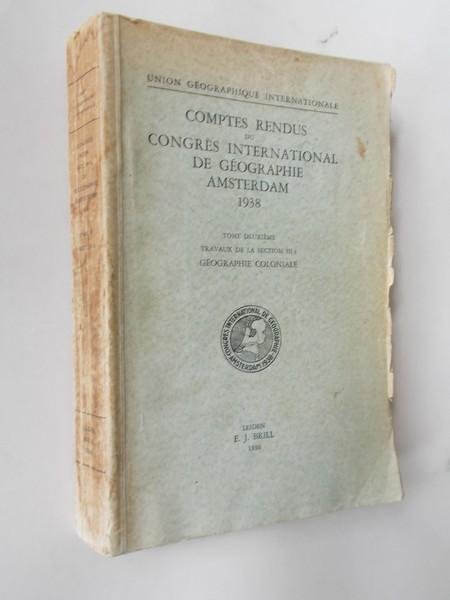 UNION GÉOGRAPHIQUE INTERNATIONALE
COMPTES RENDUS
DU
CONGRÈS INTERNATIONAL
DE GÉOGRAPHIE
AMSTERDAM
1938
TOME DEUXIÈME
TRAVAUX DE LA SECTION III
GÉOGRAPHIE COLONIALE
CONGRÈS INTERNATIONAL DE GÉOGRAPHIE
AMSTERDAM 1938
LEIDEN
E. J. BRILL
1938